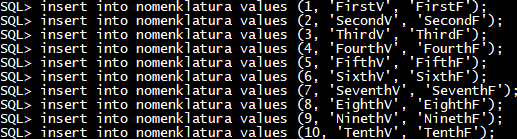 SQL> insert into nomenklatura values (1, 'FirstV', 'FirstF');
SQL> insert into nomenklatura values (2, 'SecondV', 'SecondF');
SQL> insert into nomenklatura values (3, 'ThirdV', 'ThirdF');
SQL> insert into nomenklatura values (4, 'FourthV', 'FourthF');
SQL> insert into nomenklatura values (5, 'FifthV', 'FifthF');
SQL> insert into nomenklatura values (6, 'SixthV', 'SixthF');
SQL> insert into nomenklatura values (7, 'SeventhV', 'SeventhF');
SQL> insert into nomenklatura values (8, 'EighthV', 'EighthF');
SQL> insert into nomenklatura values (9, 'NinethV', 'NinethF');
SQL> insert into nomenklatura values (10, 'TenthV', 'TenthF');